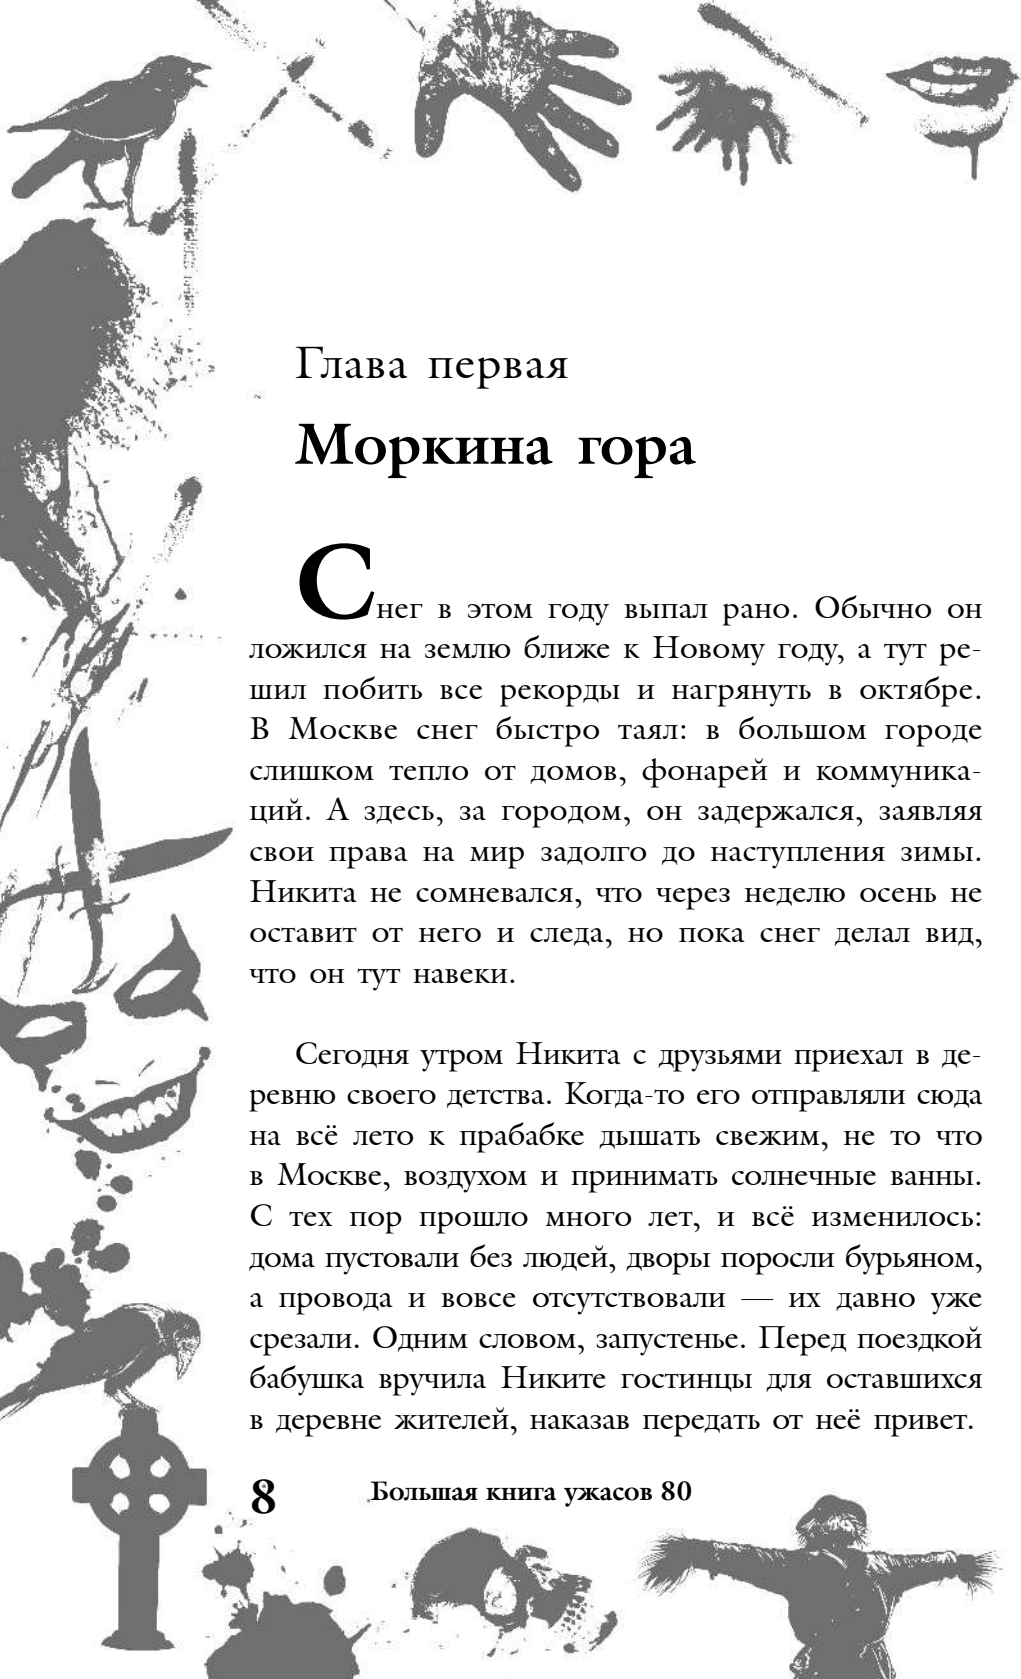 Глава первая
Моркина гора
Снег в этом году выпал рано. Обычно он
ложился на землю ближе к Новому году, а тут ре-
шил побить все рекорды и нагрянуть в октябре.
В Москве снег быстро таял: в большом городе
слишком тепло от домов, фонарей и коммуника-
ций. А здесь, за городом, он задержался, заявляя
свои права на мир задолго до наступления зимы.
Никита не сомневался, что через неделю осень не
оставит от него и следа, но пока снег делал вид,
что он тут навеки.
Сегодня утром Никита с друзьями приехал в де-
ревню своего детства. Когда-то его отправляли сюда
на всё лето к прабабке дышать свежим, не то что
в Москве, воздухом и принимать солнечные ванны.
С тех пор прошло много лет, и всё изменилось:
дома пустовали без людей, дворы поросли бурьяном,
а провода и вовсе отсутствовали — их давно уже
срезали. Одним словом, запустенье. Перед поездкой
бабушка вручила Никите гостинцы для оставшихся
в деревне жителей, наказав передать от неё привет.
8 Большая книга ужасов 80